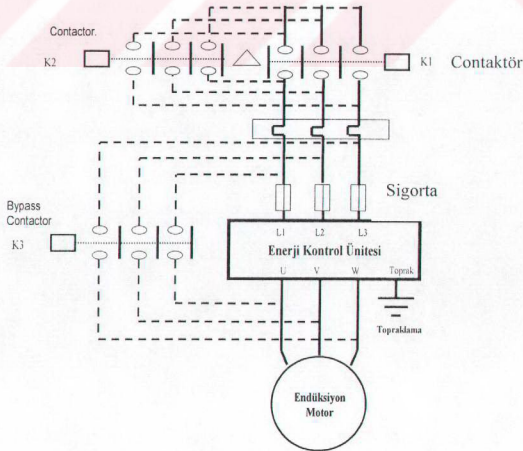 Contactor.
K2
K1
Contaktör
Sigorta
Bypass
Contactor
K3
L1 L2 L3
Enerji Kontrol Ünitesi
U V W Toprak
Topraklama
Endüksiyon
Motor